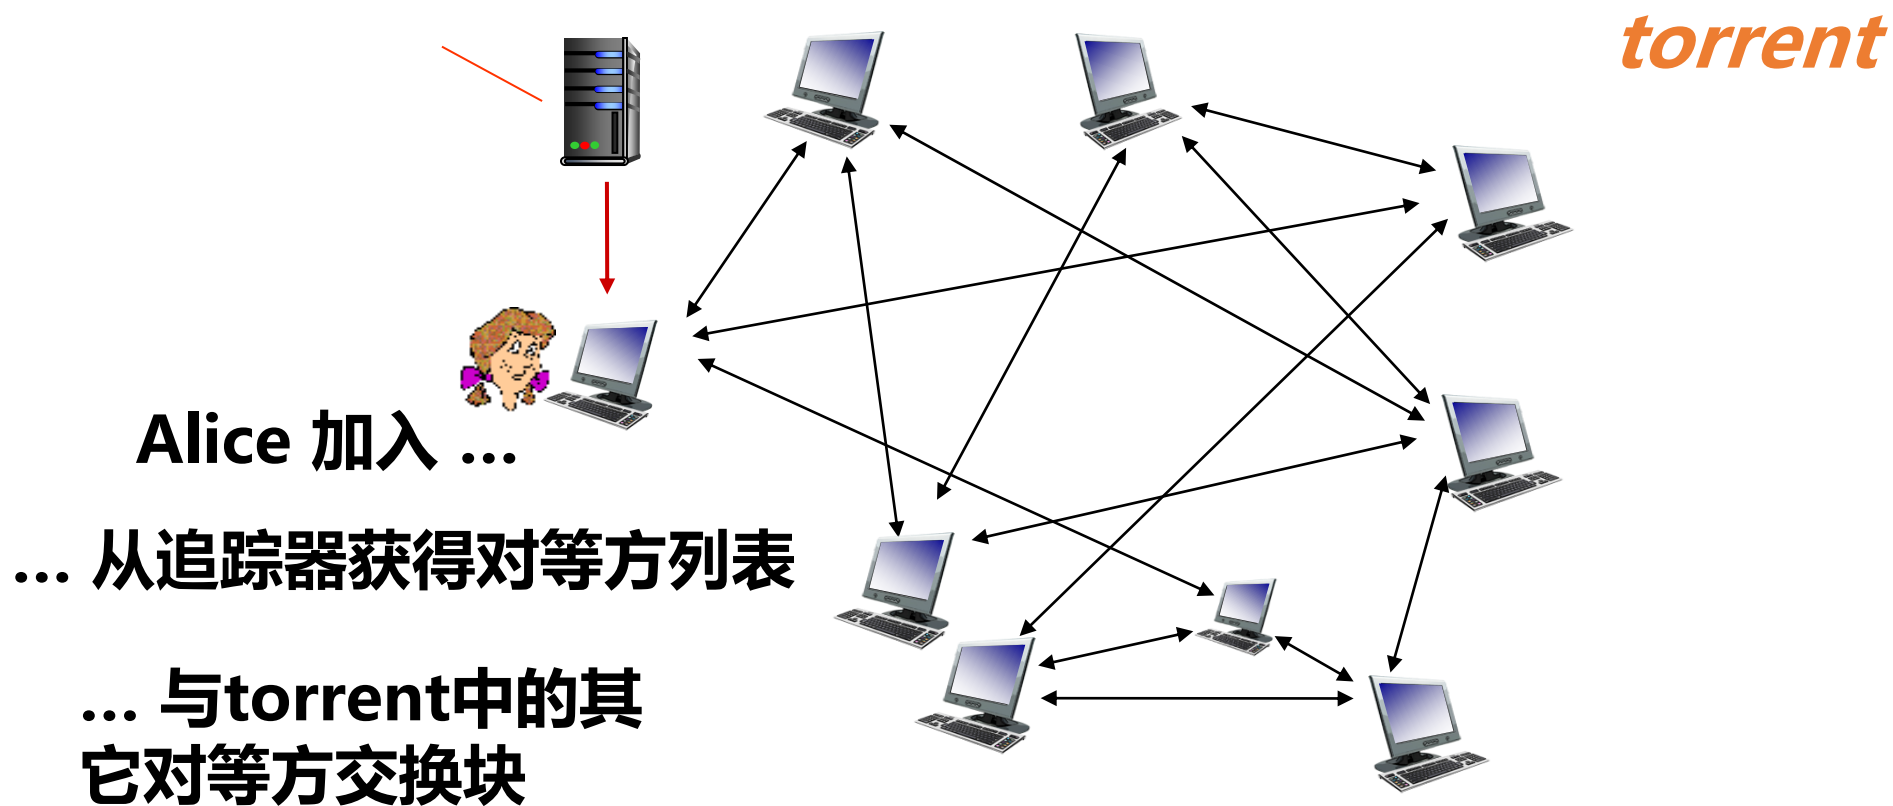 torrent
Alice 加入 ...
... 从追踪器获得对等方列表
... 与torrent中的其
它对等方交换块